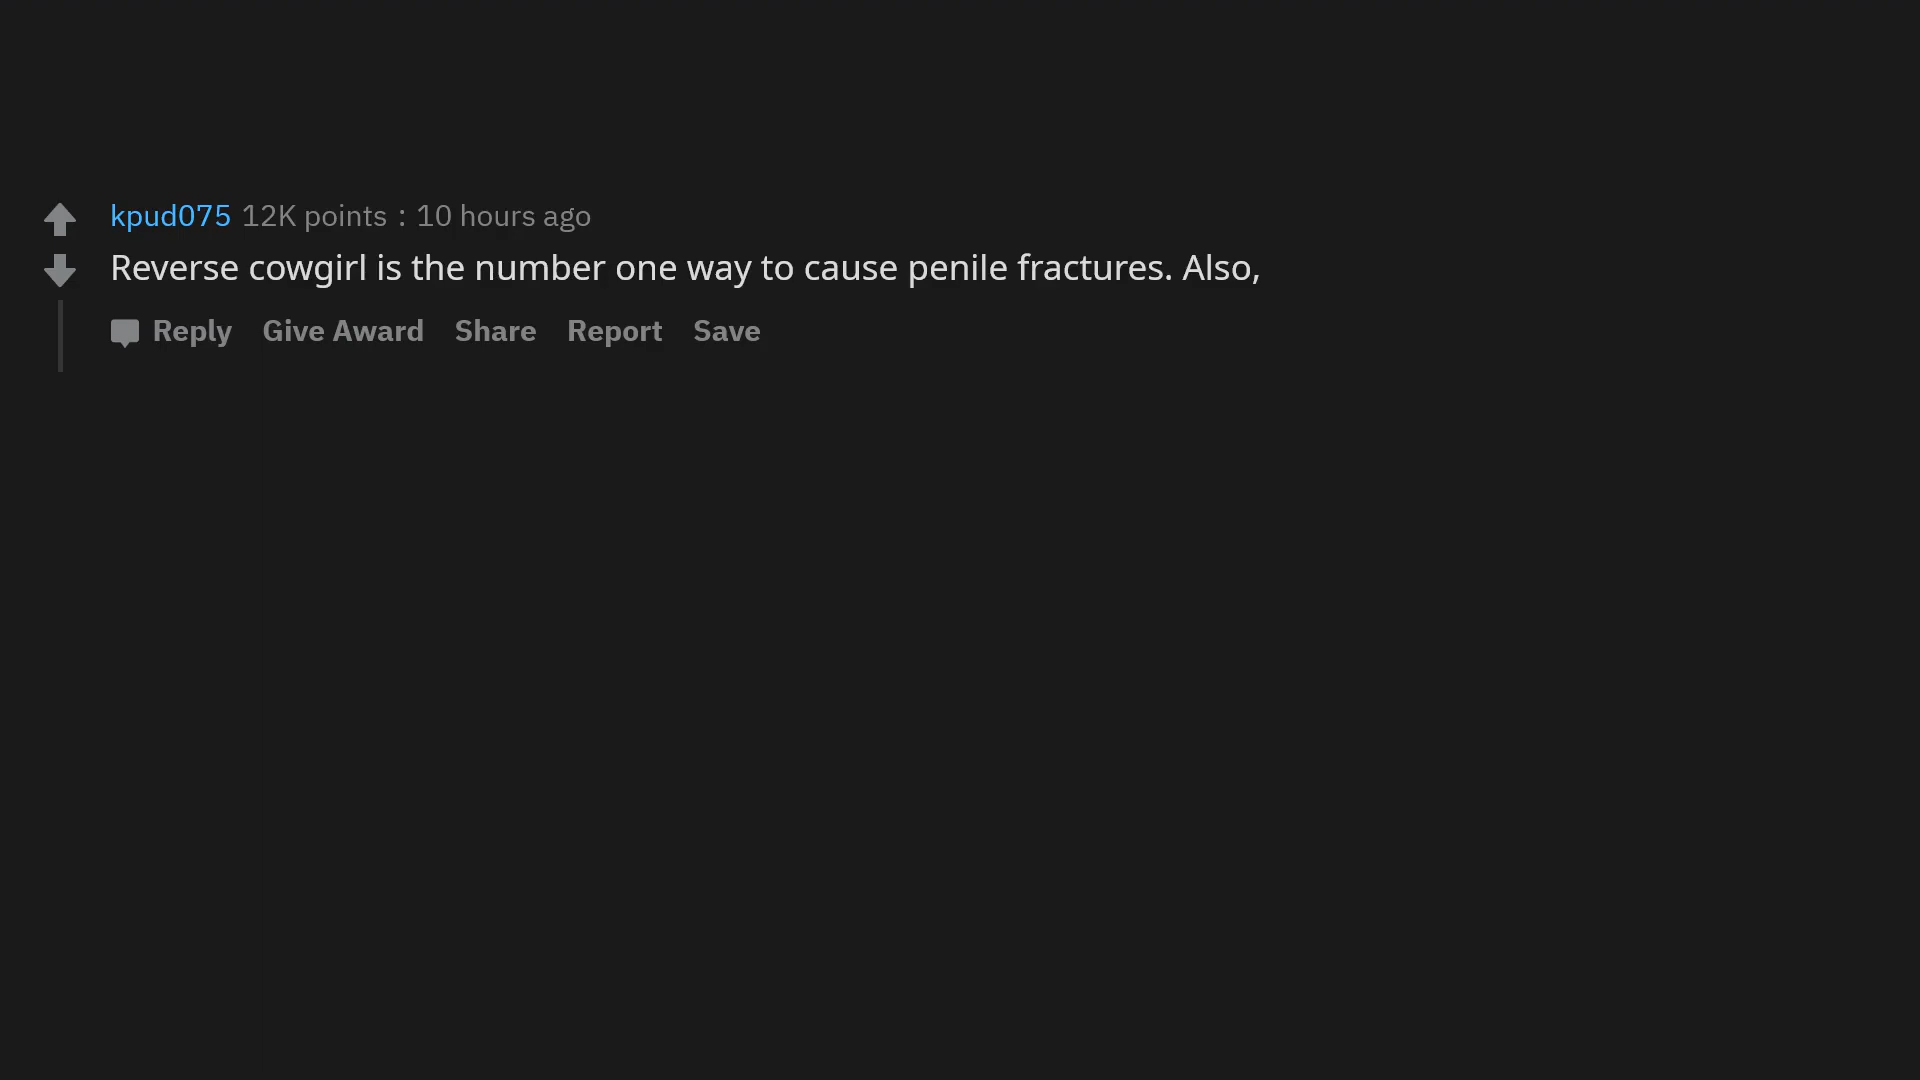 kpud075 12K points : 10 hours ago
Reverse cowgirl is the number one way to cause penile fractures. Also,
Reply Give Award Share Report Save